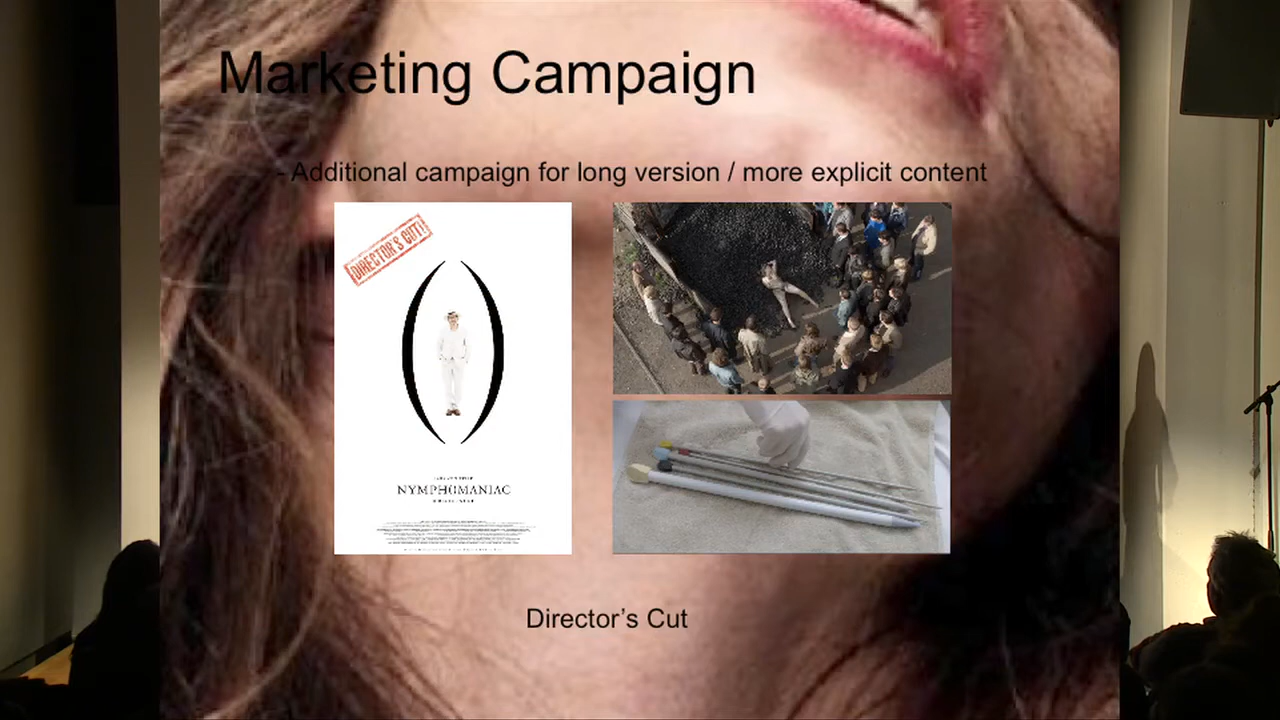 Marketing Campaign
- Additional campaign for long version / more explicit content
DIRECTOR'S CUT!
NYMPHOMANIAC
Director's Cut